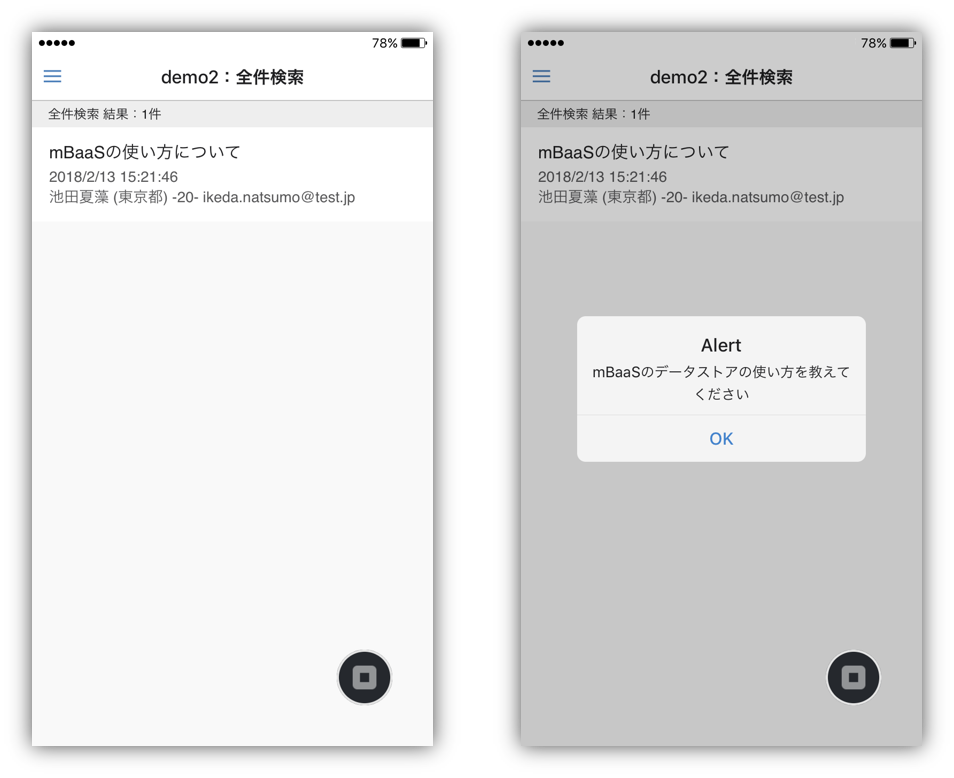 78%
demo2：全件検索
全件検索 結果：1件
mBaaSの使い方について
2018/2/13 15:21:46
池田夏藻 (東京都) -20- ikeda.natsumo@test.jp
78%
demo2：全件検索
全件検索 結果：1件
mBaaSの使い方について
2018/2/13 15:21:46
池田夏藻 (東京都) -20- ikeda.natsumo@test.jp
Alert
mBaaSのデータストアの使い方を教えて
ください
OK